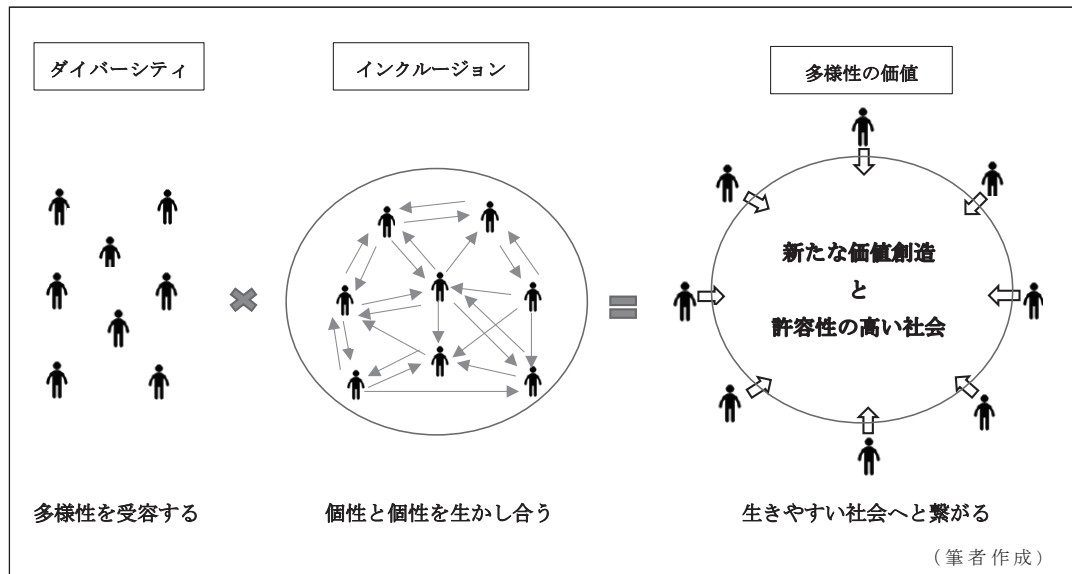 ダイバーシティ
インクルージョン
多様性の価値
新たな価値創造
と
許容性の高い社会
多様性を受容する
個性と個性を生かし合う
生きやすい社会へと繋がる
（筆者作成）